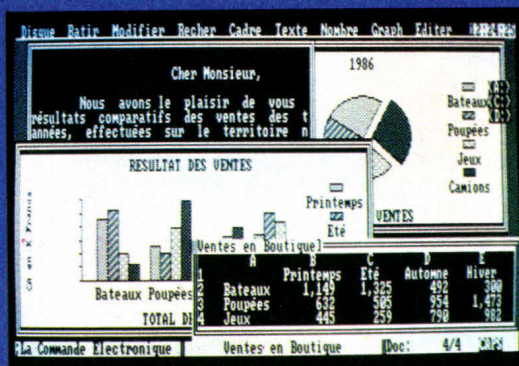 Disque Batir Modifier Recher Cadre Texte Nombre Graph Editer
Cher Monsieur,
Nous avons le plaisir de vous
résultats comparatifs des ventes des t
années, effectuées sur le territoire n
1986
Bateaux
Poupées
Jeux
Camions
VENTES
RESULTAT DES VENTES
CA en K Francs
Printemps
Eté
Bateaux Poupées
TOTAL DE
Ventes en Boutique]
A B C D E
1 Printemps Eté Automne Hiver
2 Bateaux 1,149 1,325 492 300
3 Poupées 632 505 954 1,473
4 Jeux 445 259 790 982
La Commande Electronique Ventes en Boutique Doc: 4/4